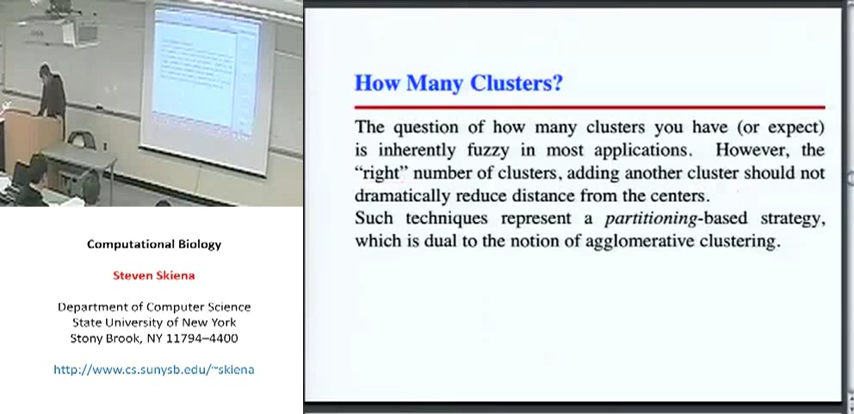 How Many Clusters?
The question of how many clusters you have (or expect)
is inherently fuzzy in most applications. However, the
“right” number of clusters, adding another cluster should not
dramatically reduce distance from the centers.
Such techniques represent a partitioning-based strategy,
which is dual to the notion of agglomerative clustering.
Computational Biology
Steven Skiena
Department of Computer Science
State University of New York
Stony Brook, NY 11794–4400
http://www.cs.sunysb.edu/~skiena